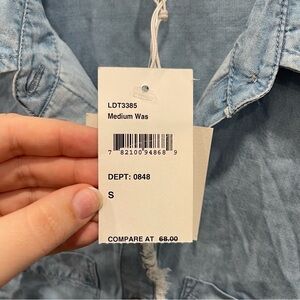 LDT3385
Medium Was
7 82100 94868 9
DEPT: 0848
S
COMPARE AT 68.00